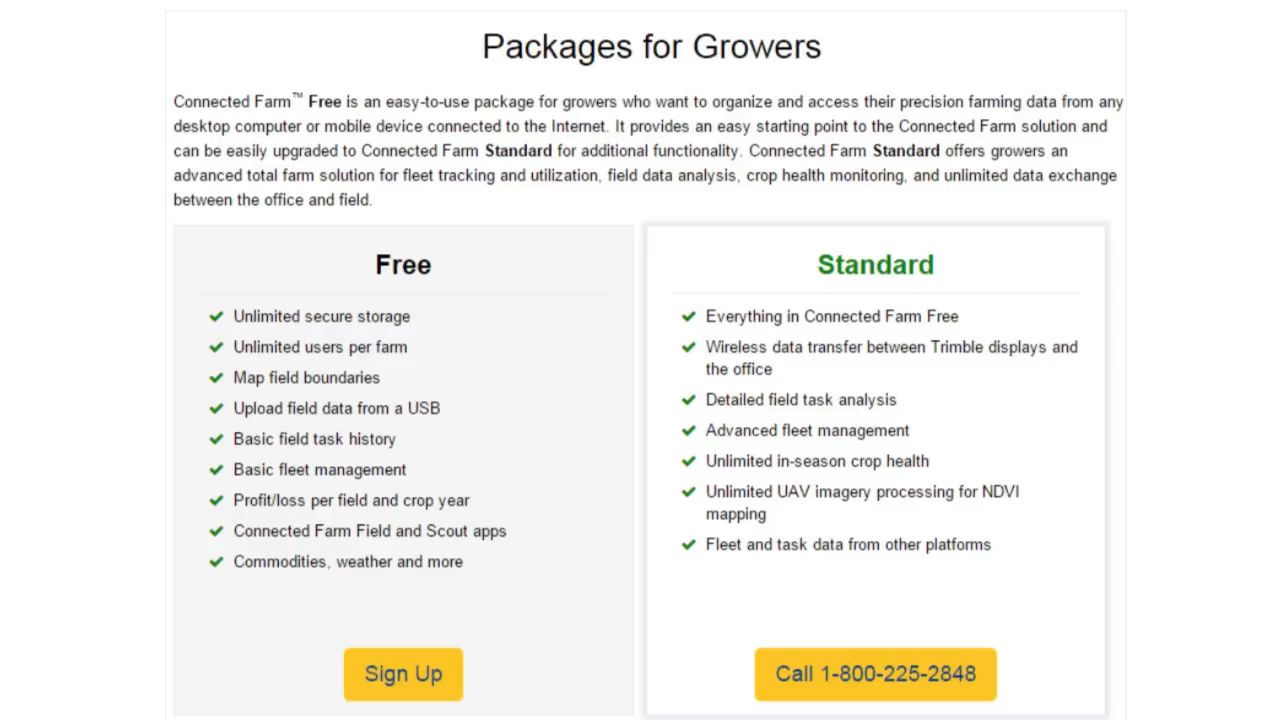 Packages for Growers
Connected Farm™ Free is an easy-to-use package for growers who want to organize and access their precision farming data from any
desktop computer or mobile device connected to the Internet. It provides an easy starting point to the Connected Farm solution and
can be easily upgraded to Connected Farm Standard for additional functionality. Connected Farm Standard offers growers an
advanced total farm solution for fleet tracking and utilization, field data analysis, crop health monitoring, and unlimited data exchange
between the office and field.
Free
Unlimited secure storage
Unlimited users per farm
Map field boundaries
Upload field data from a USB
Basic field task history
Basic fleet management
Profit/loss per field and crop year
Connected Farm Field and Scout apps
Commodities, weather and more
Sign Up
Standard
Everything in Connected Farm Free
Wireless data transfer between Trimble displays and
the office
Detailed field task analysis
Advanced fleet management
Unlimited in-season crop health
Unlimited UAV imagery processing for NDVI
mapping
Fleet and task data from other platforms
Call 1-800-225-2848